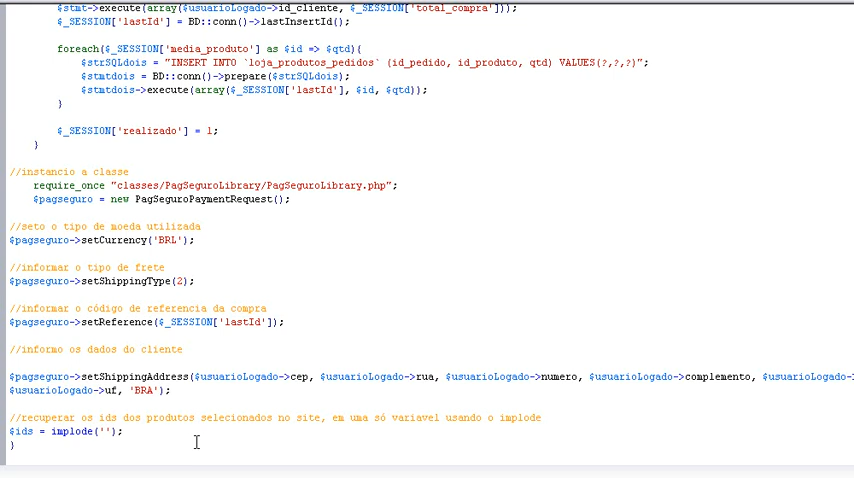 $stmt->execute(array($usuarioLogado->id_cliente, $_SESSION['total_compra']));
$_SESSION['lastId'] = BD::conn()->lastInsertId();
foreach($_SESSION['media_produto'] as $id => $qtd){
$strSQLdois = "INSERT INTO `loja_produtos_pedidos` (id_pedido, id_produto, qtd) VALUES(?,?,?)";
$stmtdois = BD::conn()->prepare($strSQLdois);
$stmtdois->execute(array($_SESSION['lastId'], $id, $qtd));
}
$_SESSION['realizado'] = 1;
}
//instancio a classe
require_once "classes/PagSeguroLibrary/PagSeguroLibrary.php";
$pagseguro = new PagSeguroPaymentRequest();
//seto o tipo de moeda utilizada
$pagseguro->setCurrency('BRL');
//informar o tipo de frete
$pagseguro->setShippingType(2);
//informar o código de referencia da compra
$pagseguro->setReference($_SESSION['lastId']);
//informo os dados do cliente
$pagseguro->setShippingAddress($usuarioLogado->cep, $usuarioLogado->rua, $usuarioLogado->numero, $usuarioLogado->complemento, $usuarioLogado->
$usuarioLogado->uf, 'BRA');
//recuperar os ids dos produtos selecionados no site, em uma só variavel usando o implode
$ids = implode('');
}